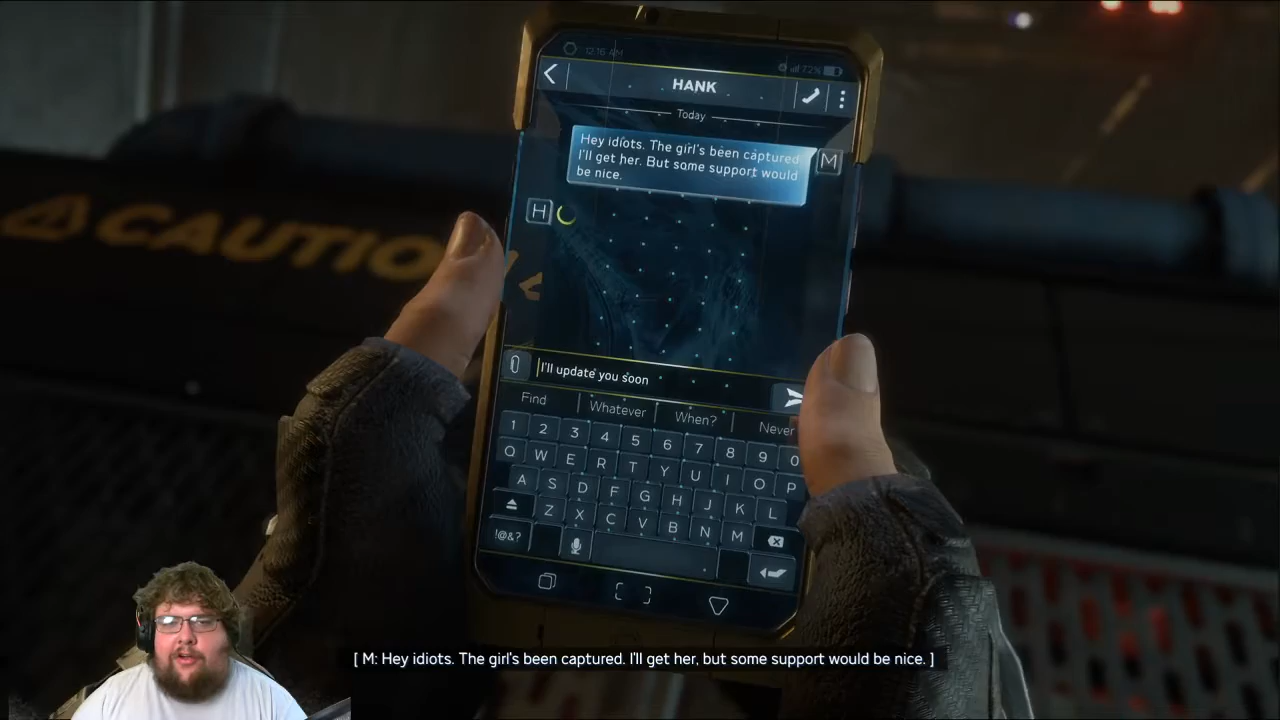 12:16 AM
72%
HANK
Today
Hey idiots. The girl's been captured
I'll get her. But some support would
be nice.
M
H
CAUTIO
I'll update you soon
Find Whatever When? Never
1 2 3 4 5 6 7 8 9 0
Q W E R T Y U I O P
A S D F G H J K L
Z X C V B N M
!@&?
[ M: Hey idiots. The girl's been captured. I'll get her, but some support would be nice. ]